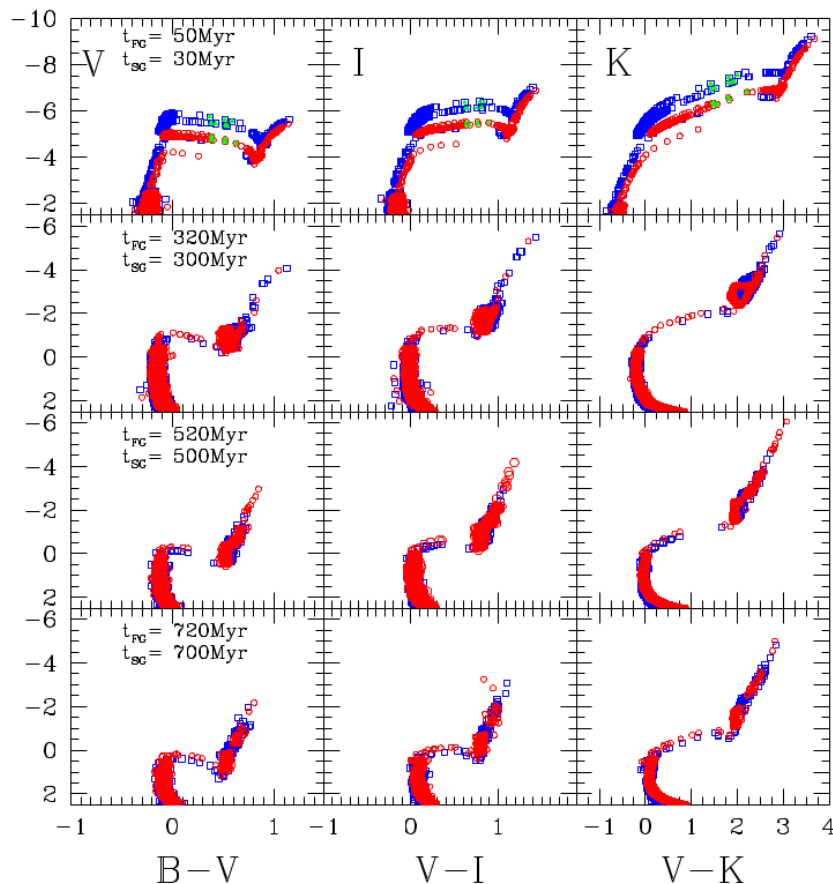 -10
-8
-6
-4
-2
V
t_FG = 50Myr
t_SG = 30Myr
I
K
-6
-4
-2
0
2
t_FG = 320Myr
t_SG = 300Myr
-6
-4
-2
0
2
t_FG = 520Myr
t_SG = 500Myr
-6
-4
-2
0
2
t_FG = 720Myr
t_SG = 700Myr
-1 0 1 0 1 -1 0 1 2 3 4
B-V V-I V-K